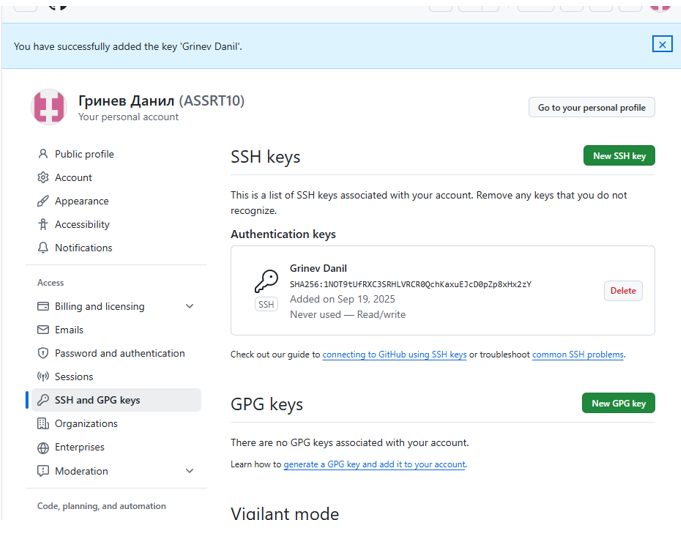 You have successfully added the key 'Grinev Danil'.
Гринев Данил (ASSRT10)
Your personal account
Go to your personal profile
Public profile
Account
Appearance
Accessibility
Notifications
Access
Billing and licensing
Emails
Password and authentication
Sessions
SSH and GPG keys
Organizations
Enterprises
Moderation
Code, planning, and automation
SSH keys
New SSH key
This is a list of SSH keys associated with your account. Remove any keys that you do not
recognize.
Authentication keys
Grinev Danil
SHA256:1NOT9tUfRXC3SRHLVRCR0QchKaxuEJcD0pZp8xHx2zY
Added on Sep 19, 2025
Never used — Read/write
SSH
Delete
Check out our guide to connecting to GitHub using SSH keys or troubleshoot common SSH problems.
GPG keys
New GPG key
There are no GPG keys associated with your account.
Learn how to generate a GPG key and add it to your account.
Vigilant mode